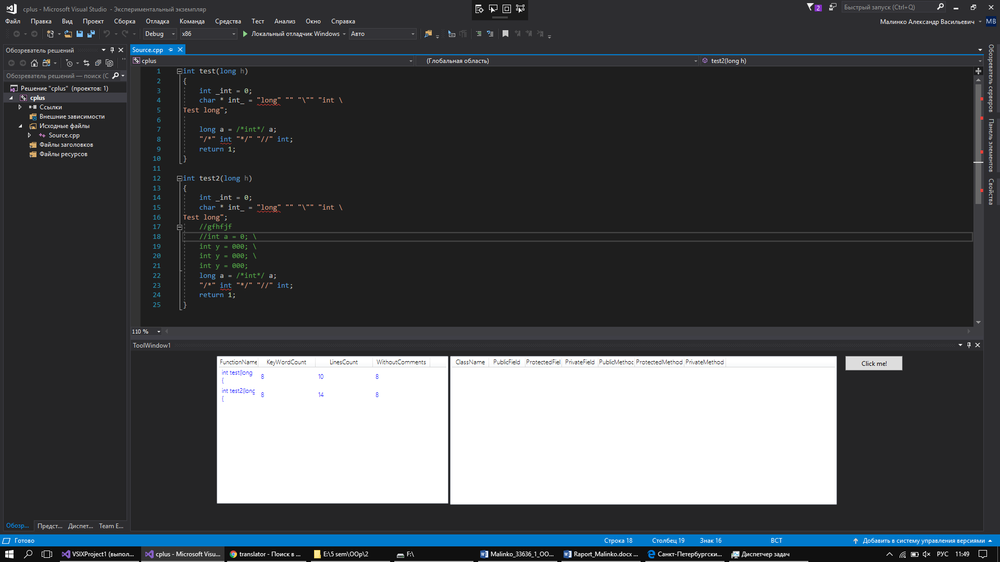 cplus - Microsoft Visual Studio - Экспериментальный экземпляр
2
Быстрый запуск (Ctrl+Q)
Файл Правка Вид Проект Сборка Отладка Команда Средства Тест Анализ Окно Справка
Малинко Александр Васильевич MB
Debug x86 Локальный отладчик Windows Авто
Обозреватель решений
Обозреватель решений — поиск (C
Решение "cplus" (проектов: 1)
cplus
Ссылки
Внешние зависимости
Исходные файлы
Source.cpp
Файлы заголовков
Файлы ресурсов
Обозр... Предст... Диспет... Team E...
Source.cpp
cplus (Глобальная область) test2(long h)
1 int test(long h)
2 {
3 int _int = 0;
4 char * int_ = "long" "" "\"" "int \
5 Test long";
6
7 long a = /*int*/ a;
8 "/*" int "*/" "//" int;
9 return 1;
10 }
11
12 int test2(long h)
13 {
14 int _int = 0;
15 char * int_ = "long" "" "\"" "int \
16 Test long";
17 //gfhfjf
18 //int a = 0; \
19 int y = 000; \
20 int y = 000; \
21 int y = 000;
22 long a = /*int*/ a;
23 "/*" int "*/" "//" int;
24 return 1;
25 }
110 %
Обозреватель серверов
Панель элементов
Свойства
ToolWindow1
FunctionName KeyWordCount LinesCount WithoutComments
int test(long
{ 8 10 8
int test2(long
{ 8 14 8
ClassName PublicField ProtectedFiel PrivateField PublicMethod ProtectedMethod PrivateMethod
Click me!
Готово Строка 18 Столбец 19 Знак 16 ВСТ Добавить в систему управления версиями
VSIXProject1 (выпол... cplus - Microsoft Visu... translator - Поиск в ... E:\5 sem\OOp\2 F:\ Malinko_33636_1_OO... Raport_Malinko.docx ... Санкт-Петербургски... Диспетчер задач РУС 11:49